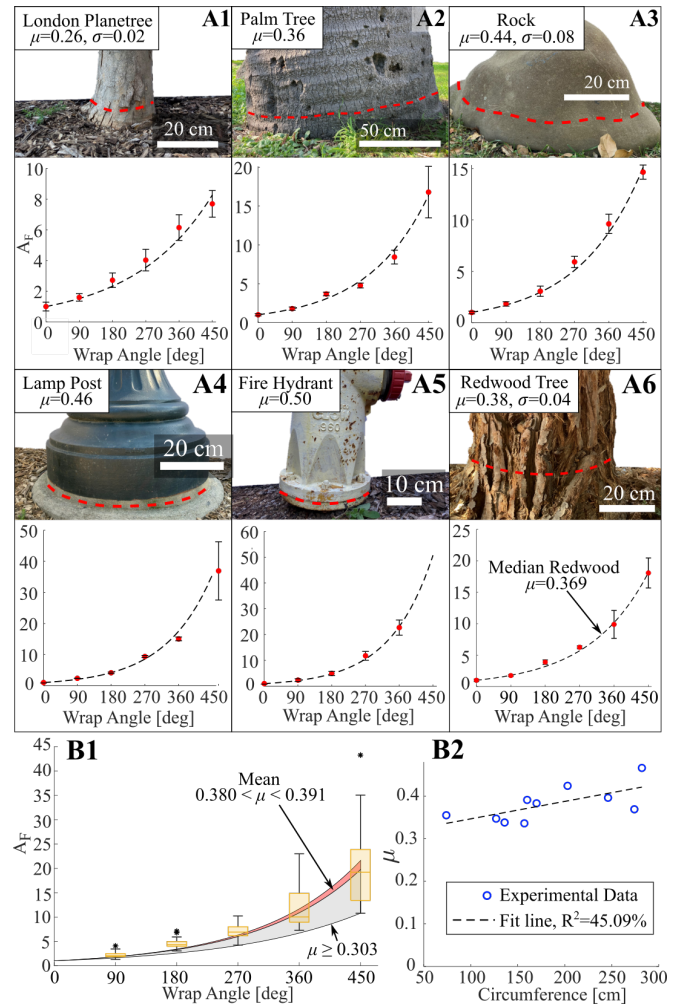 London Planetree
μ=0.26, σ=0.02
A1
20 cm
Palm Tree
μ=0.36
A2
50 cm
Rock
μ=0.44, σ=0.08
A3
20 cm
10
8
6
4
2
0
A_F
0 90 180 270 360 450
Wrap Angle [deg]
20
15
10
5
0
0 90 180 270 360 450
Wrap Angle [deg]
15
10
5
0
0 90 180 270 360 450
Wrap Angle [deg]
Lamp Post
μ=0.46
A4
20 cm
Fire Hydrant
μ=0.50
A5
1960
10 cm
Redwood Tree
μ=0.38, σ=0.04
A6
20 cm
50
40
30
20
10
0
0 90 180 270 360 450
Wrap Angle [deg]
60
50
40
30
20
10
0
0 90 180 270 360 450
Wrap Angle [deg]
25
20
15
10
5
0
Median Redwood
μ=0.369
0 90 180 270 360 450
Wrap Angle [deg]
B1
45
40
35
30
25
20
15
10
5
0
A_F
Mean
0.380 < μ < 0.391
μ ≥ 0.303
0 90 180 270 360 450
Wrap Angle [deg]
B2
0.4
0.3
0.2
0.1
0
μ
Experimental Data
Fit line, R²=45.09%
50 100 150 200 250 300
Circumference [cm]